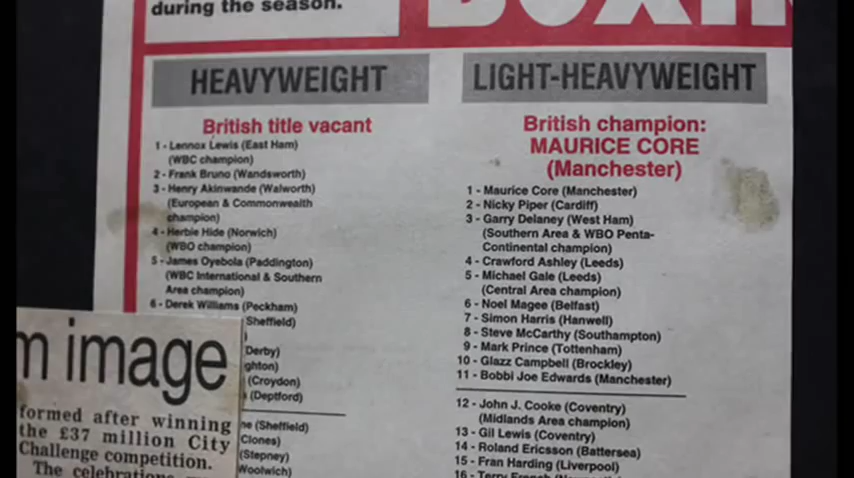 during the season.
HEAVYWEIGHT
British title vacant
1 - Lennox Lewis (East Ham)
(WBC champion)
2 - Frank Bruno (Wandsworth)
3 - Henry Akinwande (Walworth)
(European & Commonwealth
champion)
4 - Herbie Hide (Norwich)
(WBO champion)
5 - James Oyebola (Paddington)
(WBC International & Southern
Area champion)
6 - Derek Williams (Peckham)
Sheffield)
Derby)
ghton)
(Croydon)
(Deptford)
ne (Sheffield)
Clones)
(Stepney)
Woolwich)
m image
formed after winning
the £37 million City
Challenge competition.
The celebrations
LIGHT-HEAVYWEIGHT
British champion:
MAURICE CORE
(Manchester)
1 - Maurice Core (Manchester)
2 - Nicky Piper (Cardiff)
3 - Garry Delaney (West Ham)
(Southern Area & WBO Penta-
Continental champion)
4 - Crawford Ashley (Leeds)
5 - Michael Gale (Leeds)
(Central Area champion)
6 - Noel Magee (Belfast)
7 - Simon Harris (Hanwell)
8 - Steve McCarthy (Southampton)
9 - Mark Prince (Tottenham)
10 - Glazz Campbell (Brockley)
11 - Bobbi Joe Edwards (Manchester)
12 - John J. Cooke (Coventry)
(Midlands Area champion)
13 - Gil Lewis (Coventry)
14 - Roland Ericsson (Battersea)
15 - Fran Harding (Liverpool)
16 - Terry French